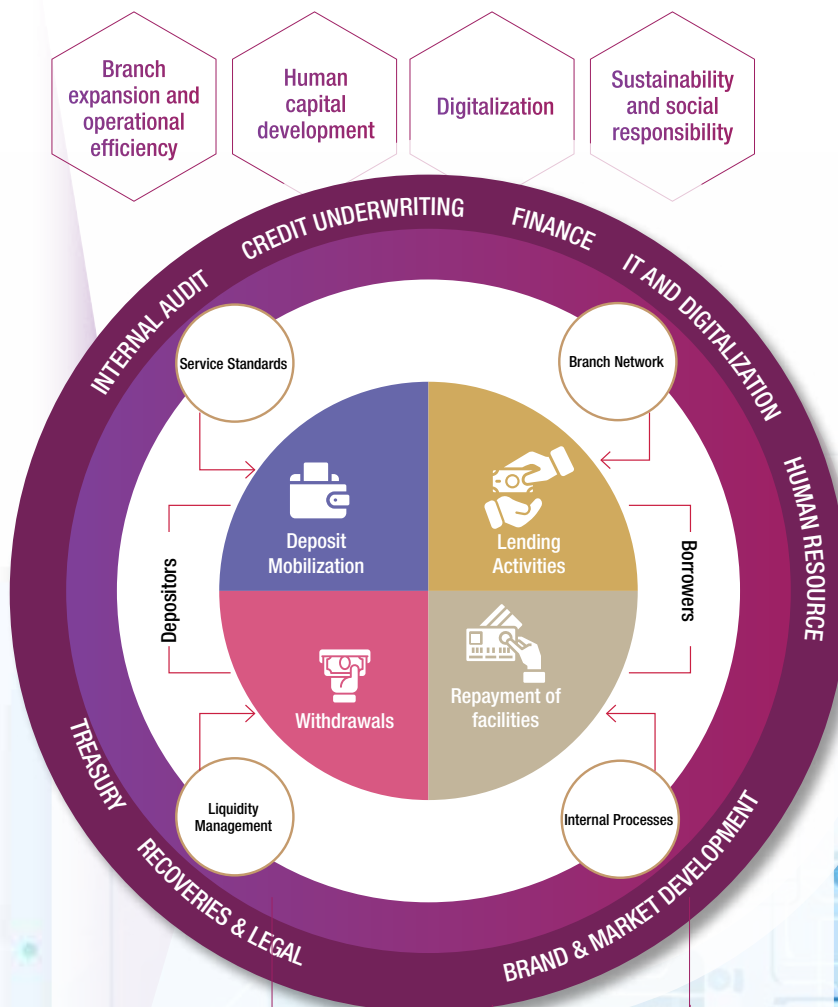 Branch
expansion and
operational
efficiency
Human
capital
development
Digitalization
Sustainability
and social
responsibility
INTERNAL AUDIT
CREDIT UNDERWRITING
FINANCE
IT AND DIGITALIZATION
HUMAN RESOURCE
Service Standards
Branch Network
Deposit
Mobilization
Lending
Activities
Depositors
Borrowers
Withdrawals
Repayment of
facilities
Liquidity
Management
Internal Processes
TREASURY
RECOVERIES & LEGAL
BRAND & MARKET DEVELOPMENT